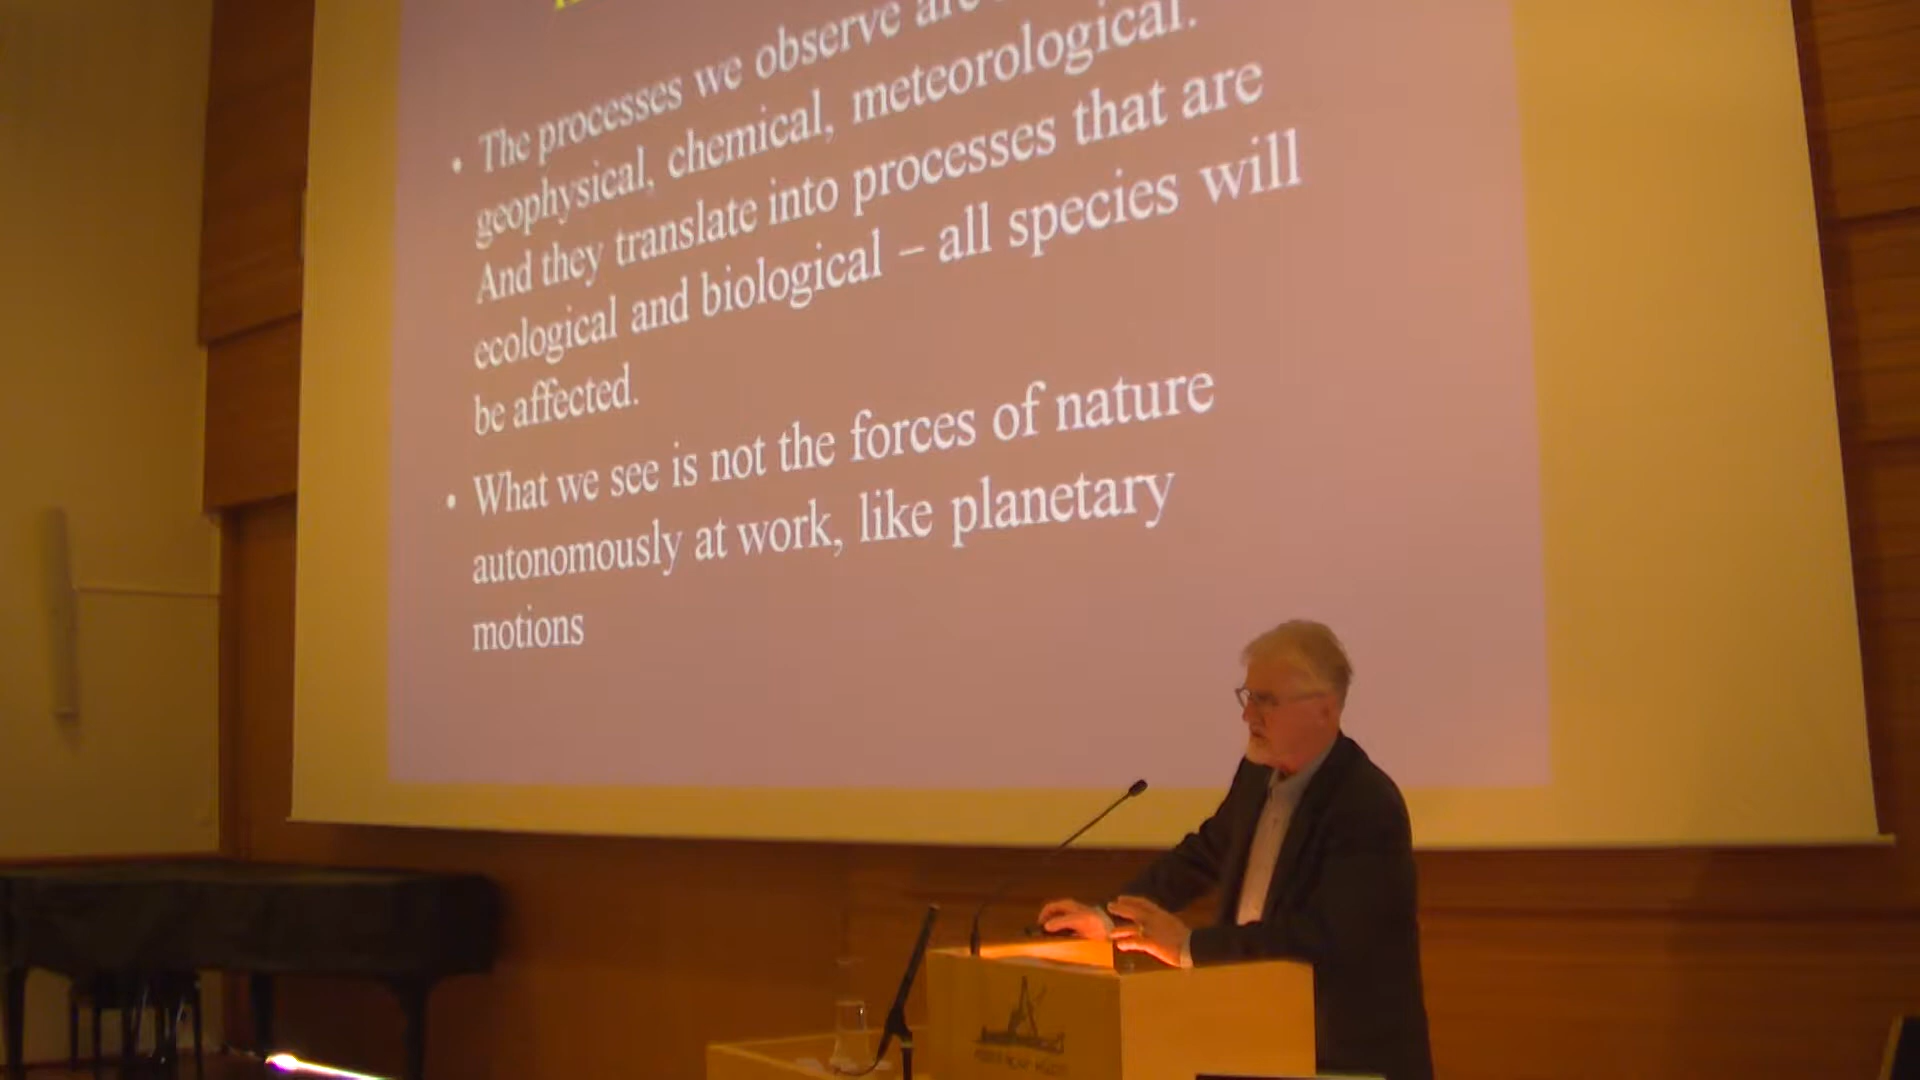 • The processes we observe are
geophysical, chemical, meteorological.
And they translate into processes that are
ecological and biological – all species will
be affected.
• What we see is not the forces of nature
autonomously at work, like planetary
motions